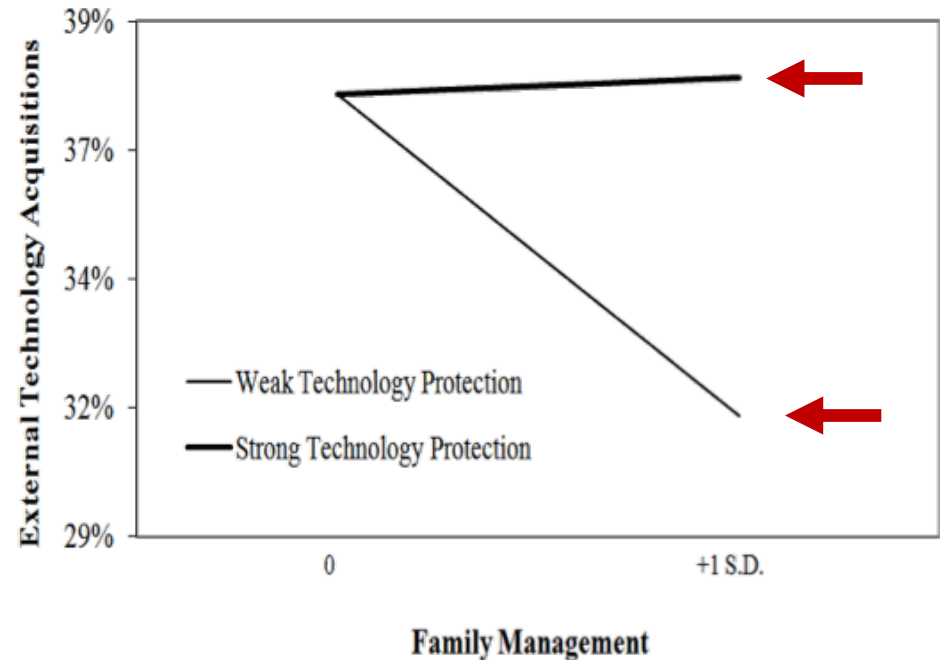 External Technology Acquisitions
39%
37%
34%
32%
29%
Weak Technology Protection
Strong Technology Protection
0
+1 S.D.
Family Management